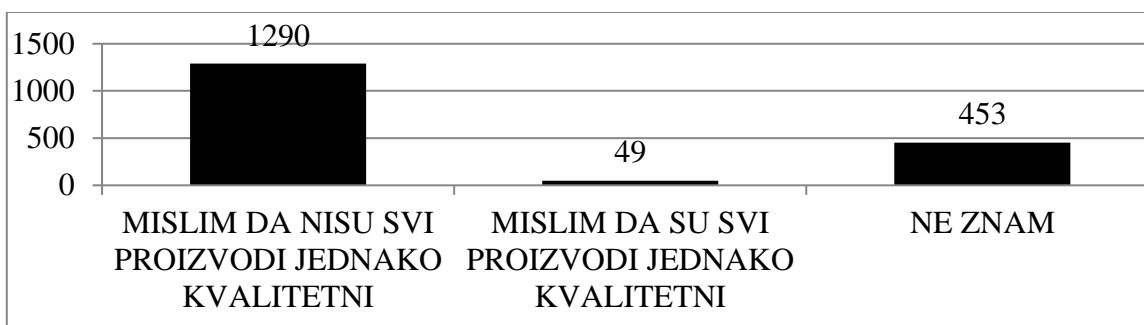 1500
1000
500
0
1290
49
453
MISLIM DA NISU SVI
PROIZVODI JEDNAKO
KVALITETNI
MISLIM DA SU SVI
PROIZVODI JEDNAKO
KVALITETNI
NE ZNAM